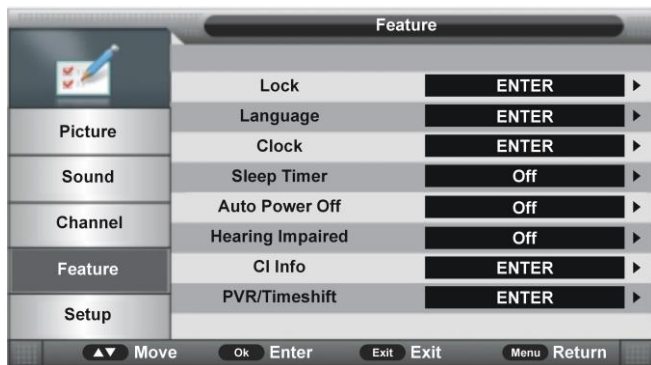 Feature
Lock ENTER
Language ENTER
Picture
Clock ENTER
Sound
Sleep Timer Off
Auto Power Off Off
Channel
Hearing Impaired Off
Feature
CI Info ENTER
PVR/Timeshift ENTER
Setup
▲▼ Move Ok Enter Exit Exit Menu Return